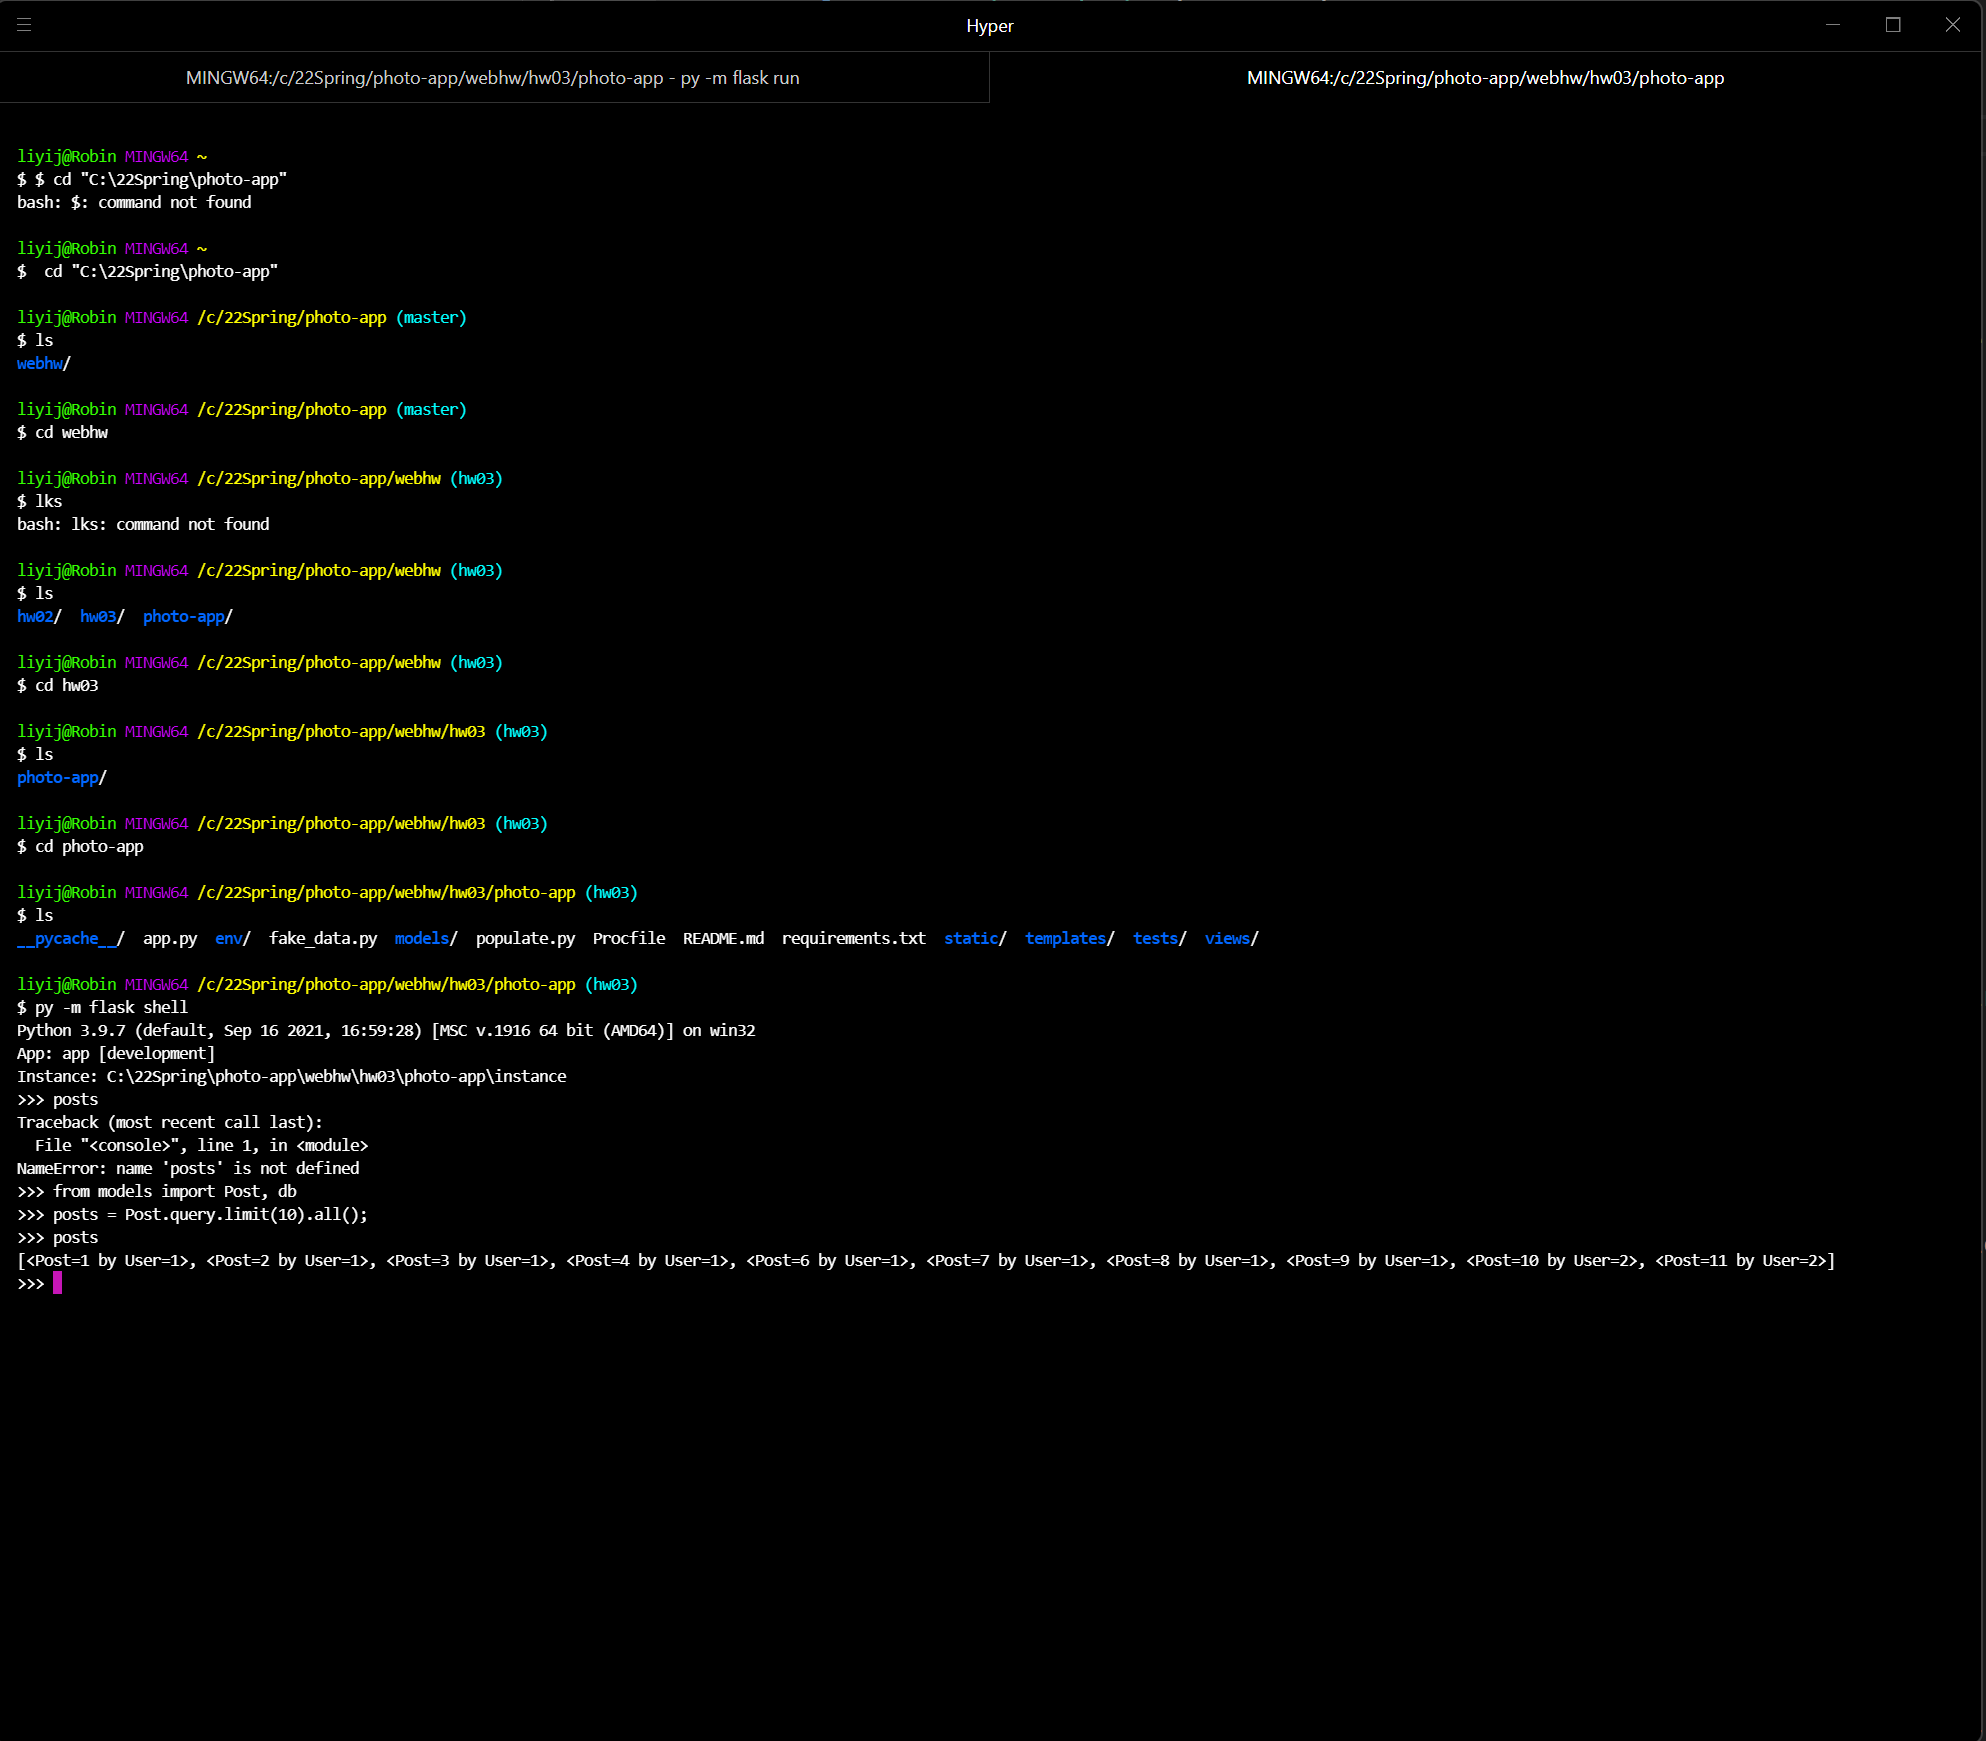 Hyper
MINGW64:/c/22Spring/photo-app/webhw/hw03/photo-app - py -m flask run
MINGW64:/c/22Spring/photo-app/webhw/hw03/photo-app
liyij@Robin MINGW64 ~
$ $ cd "C:\22Spring\photo-app"
bash: $: command not found
liyij@Robin MINGW64 ~
$  cd "C:\22Spring\photo-app"
liyij@Robin MINGW64 /c/22Spring/photo-app (master)
$ ls
webhw/
liyij@Robin MINGW64 /c/22Spring/photo-app (master)
$ cd webhw
liyij@Robin MINGW64 /c/22Spring/photo-app/webhw (hw03)
$ lks
bash: lks: command not found
liyij@Robin MINGW64 /c/22Spring/photo-app/webhw (hw03)
$ ls
hw02/  hw03/  photo-app/
liyij@Robin MINGW64 /c/22Spring/photo-app/webhw (hw03)
$ cd hw03
liyij@Robin MINGW64 /c/22Spring/photo-app/webhw/hw03 (hw03)
$ ls
photo-app/
liyij@Robin MINGW64 /c/22Spring/photo-app/webhw/hw03 (hw03)
$ cd photo-app
liyij@Robin MINGW64 /c/22Spring/photo-app/webhw/hw03/photo-app (hw03)
$ ls
__pycache__/  app.py  env/  fake_data.py  models/  populate.py  Procfile  README.md  requirements.txt  static/  templates/  tests/  views/
liyij@Robin MINGW64 /c/22Spring/photo-app/webhw/hw03/photo-app (hw03)
$ py -m flask shell
Python 3.9.7 (default, Sep 16 2021, 16:59:28) [MSC v.1916 64 bit (AMD64)] on win32
App: app [development]
Instance: C:\22Spring\photo-app\webhw\hw03\photo-app\instance
>>> posts
Traceback (most recent call last):
  File "<console>", line 1, in <module>
NameError: name 'posts' is not defined
>>> from models import Post, db
>>> posts = Post.query.limit(10).all();
>>> posts
[<Post=1 by User=1>, <Post=2 by User=1>, <Post=3 by User=1>, <Post=4 by User=1>, <Post=6 by User=1>, <Post=7 by User=1>, <Post=8 by User=1>, <Post=9 by User=1>, <Post=10 by User=2>, <Post=11 by User=2>]
>>>